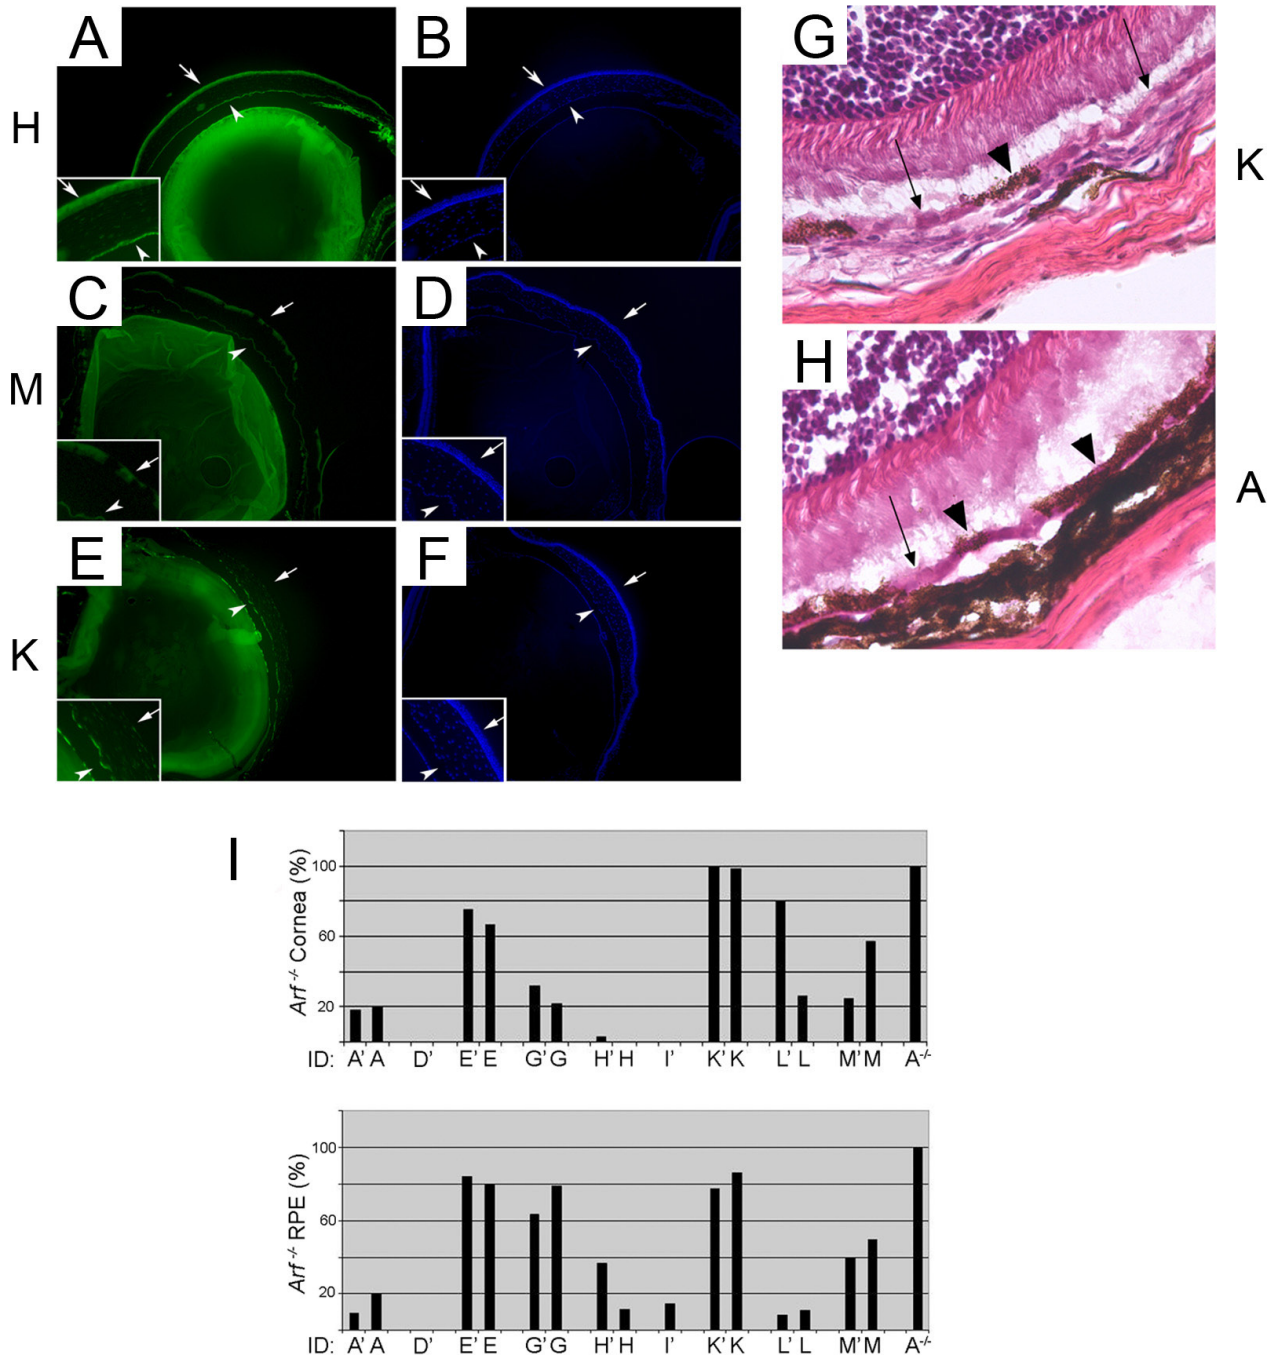 A
B
G
H
K
C
D
M
H
A
E
F
K
I
Arf -/- Cornea (%)
100
60
20
ID: A' A D' E' E G' G H' H I' K' K L' L M' M A-/-
Arf -/- RPE (%)
100
60
20
ID: A' A D' E' E G' G H' H I' K' K L' L M' M A-/-